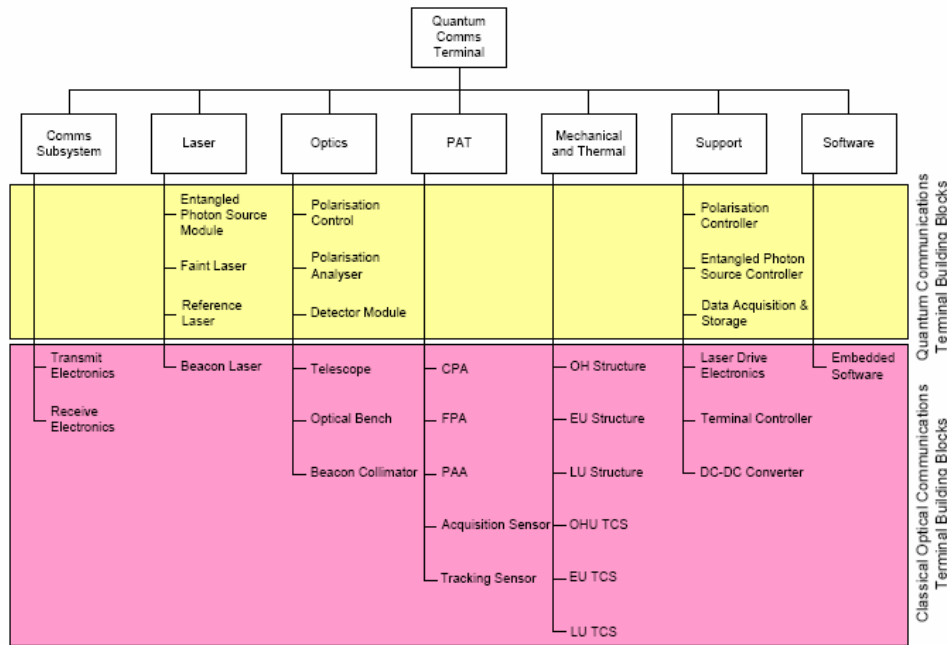 Quantum
Comms
Terminal
Comms
Subsystem
Laser
Optics
PAT
Mechanical
and Thermal
Support
Software
Entangled
Photon Source
Module
Faint Laser
Reference
Laser
Polarisation
Control
Polarisation
Analyser
Detector Module
Polarisation
Controller
Entangled Photon
Source Controller
Data Acquisition &
Storage
Quantum Communications
Terminal Building Blocks
Transmit
Electronics
Receive
Electronics
Beacon Laser
Telescope
Optical Bench
Beacon Collimator
CPA
FPA
PAA
Acquisition Sensor
Tracking Sensor
OH Structure
EU Structure
LU Structure
OHU TCS
EU TCS
LU TCS
Laser Drive
Electronics
Terminal Controller
DC-DC Converter
Embedded
Software
Classical Optical Communications
Terminal Building Blocks